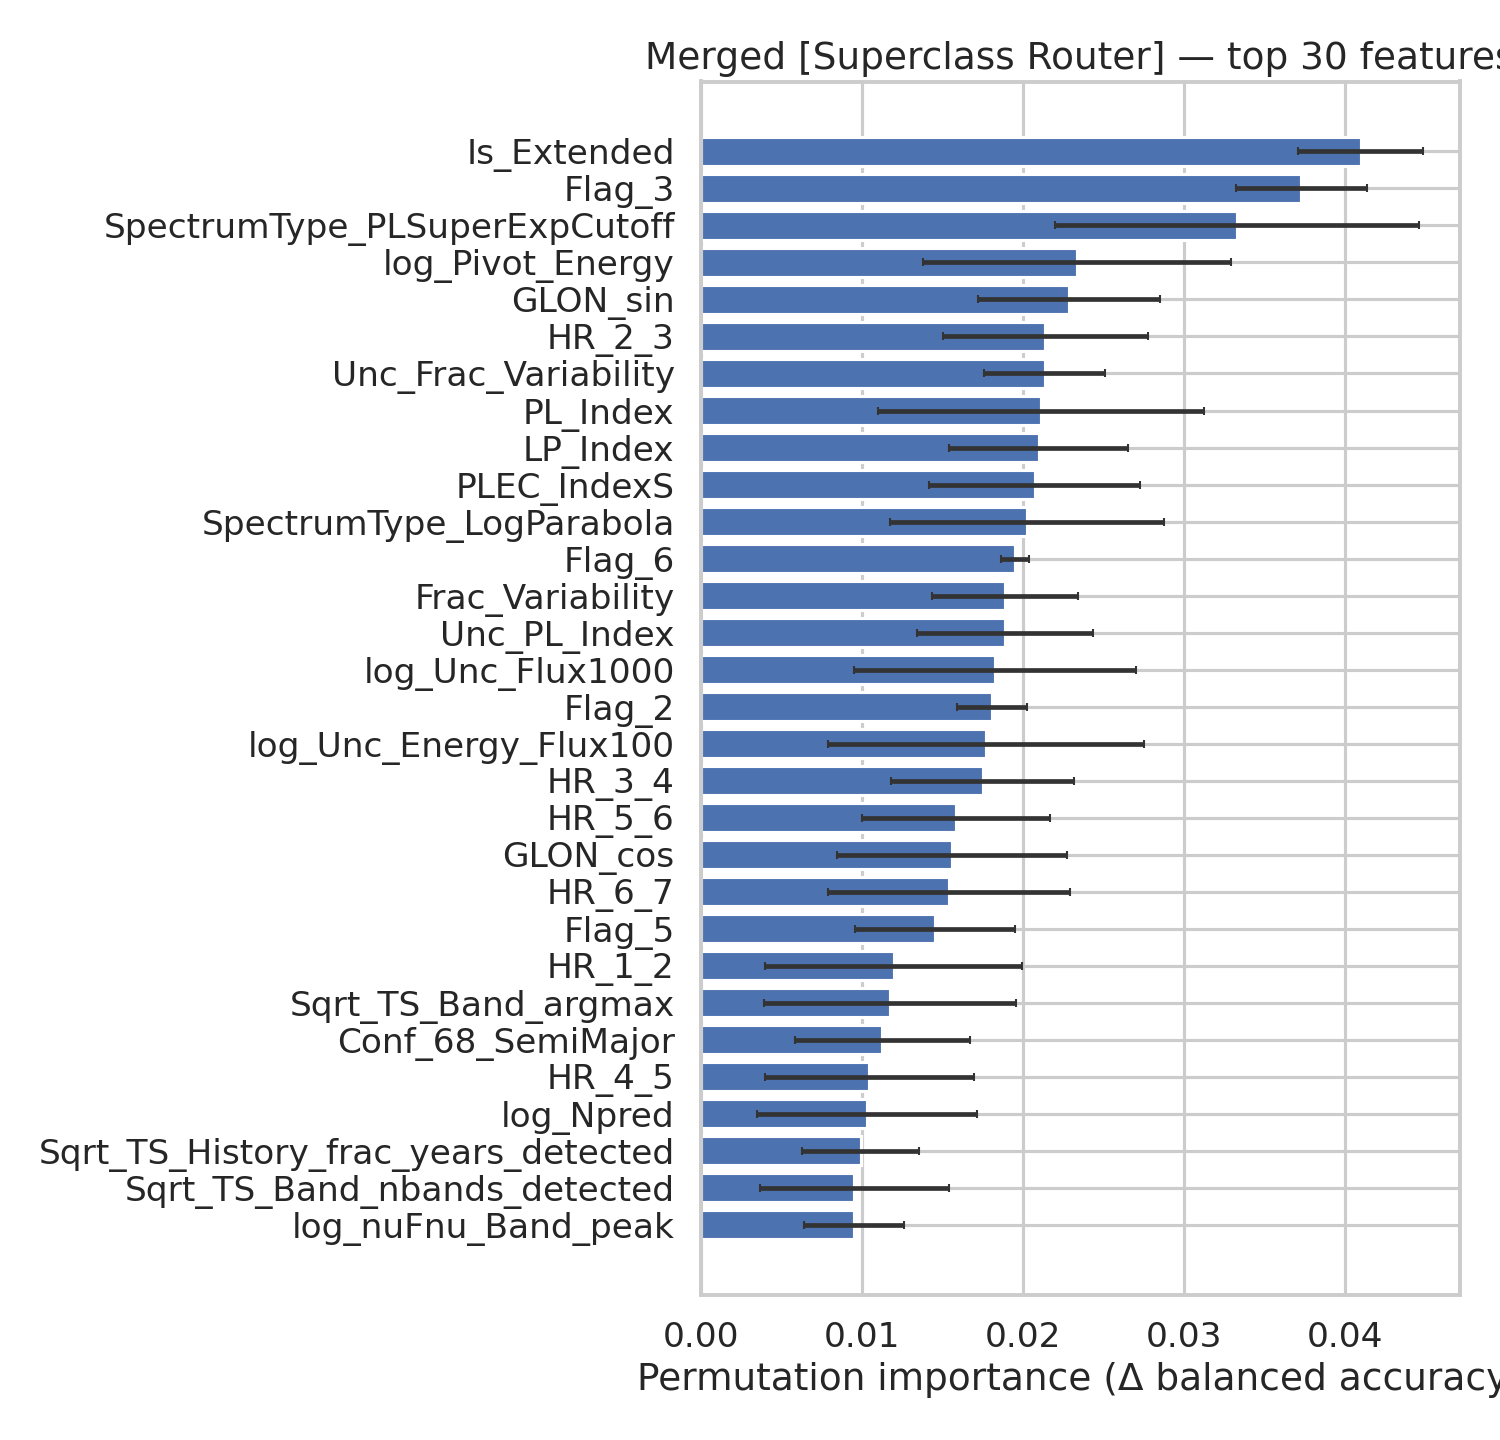 Merged [Superclass Router] — top 30 features
Is_Extended
Flag_3
SpectrumType_PLSuperExpCutoff
log_Pivot_Energy
GLON_sin
HR_2_3
Unc_Frac_Variability
PL_Index
LP_Index
PLEC_IndexS
SpectrumType_LogParabola
Flag_6
Frac_Variability
Unc_PL_Index
log_Unc_Flux1000
Flag_2
log_Unc_Energy_Flux100
HR_3_4
HR_5_6
GLON_cos
HR_6_7
Flag_5
HR_1_2
Sqrt_TS_Band_argmax
Conf_68_SemiMajor
HR_4_5
log_Npred
Sqrt_TS_History_frac_years_detected
Sqrt_TS_Band_nbands_detected
log_nuFnu_Band_peak
0.00 0.01 0.02 0.03 0.04
Permutation importance (Δ balanced accuracy